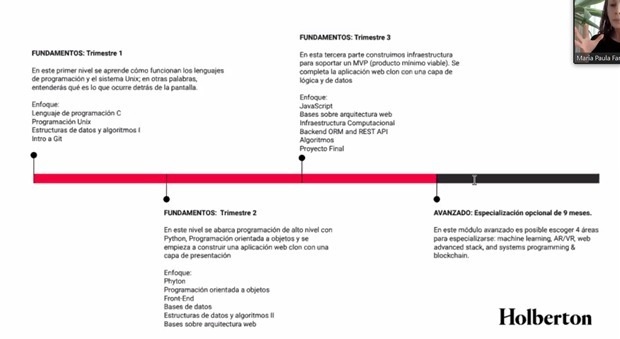 FUNDAMENTOS: Trimestre 1
En este primer nivel se aprende cómo funcionan los lenguajes
de programación y el sistema Unix; en otras palabras,
entenderás qué es lo que ocurre detrás de la pantalla.
Enfoque:
Lenguaje de programación C
Programación Unix
Estructuras de datos y algoritmos I
Intro a Git
FUNDAMENTOS: Trimestre 3
En esta tercera parte construimos infraestructura
para soportar un MVP (producto mínimo viable). Se
completa la aplicación web clon con una capa de
lógica y de datos
Enfoque:
JavaScript
Bases sobre arquitectura web
Infraestructura Computacional
Backend ORM and REST API
Algoritmos
Proyecto Final
FUNDAMENTOS: Trimestre 2
En este nivel se abarca programación de alto nivel con
Python, Programación orientada a objetos y se
empieza a construir una aplicación web clon con una
capa de presentación
Enfoque:
Phyton
Programación orientada a objetos
Front-End
Bases de datos
Estructuras de datos y algoritmos II
Bases sobre arquitectura web
AVANZADO: Especialización opcional de 9 meses.
En este módulo avanzado es posible escoger 4 áreas
para especializarse: machine learning, AR/VR, web
advanced stack, and systems programming &
blockchain.
Holberton
María Paula Far